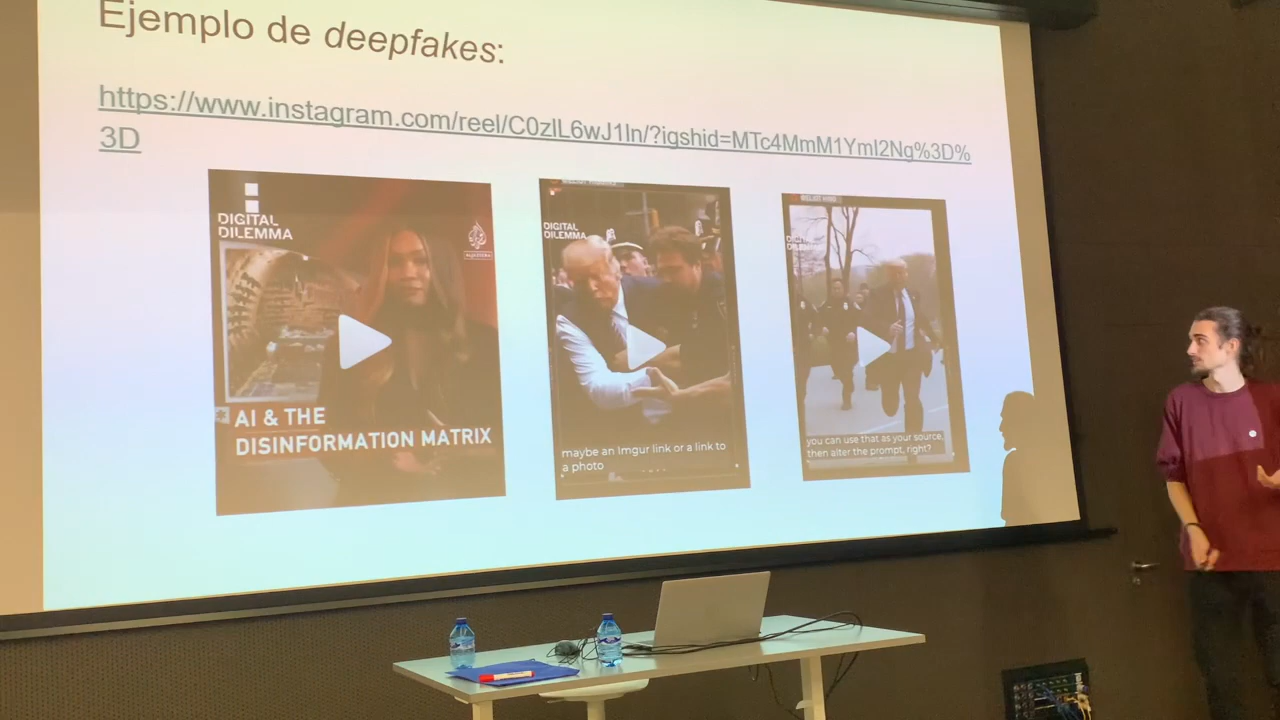 Ejemplo de deepfakes:
https://www.instagram.com/reel/C0zlL6wJ1ln/?igshid=MTc4MmM1YmI2Ng%3D%
3D
DIGITAL
DILEMMA
ALJAZEERA
AI & THE
DISINFORMATION MATRIX
DIGITAL
DILEMMA
maybe an Imgur link or a link to
a photo
DIGITAL
DILEMMA
you can use that as your source,
then alter the prompt, right?